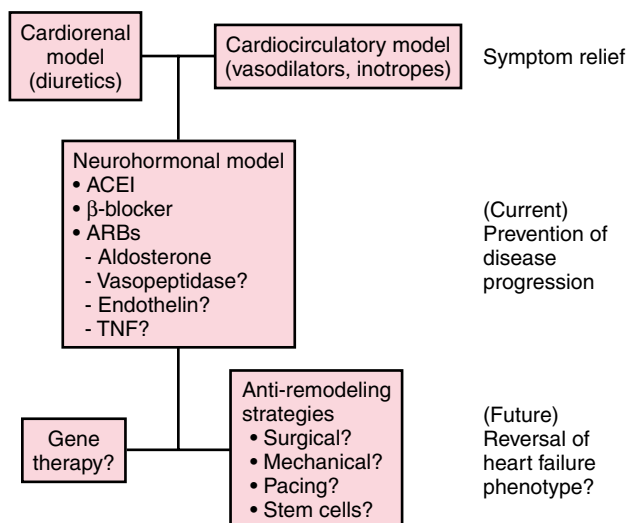 Cardiorenal
model
(diuretics)
Cardiocirculatory model
(vasodilators, inotropes)
Symptom relief
Neurohormonal model
• ACEI
• β-blocker
• ARBs
- Aldosterone
- Vasopeptidase?
- Endothelin?
- TNF?
(Current)
Prevention of
disease
progression
Gene
therapy?
Anti-remodeling
strategies
• Surgical?
• Mechanical?
• Pacing?
• Stem cells?
(Future)
Reversal of
heart failure
phenotype?